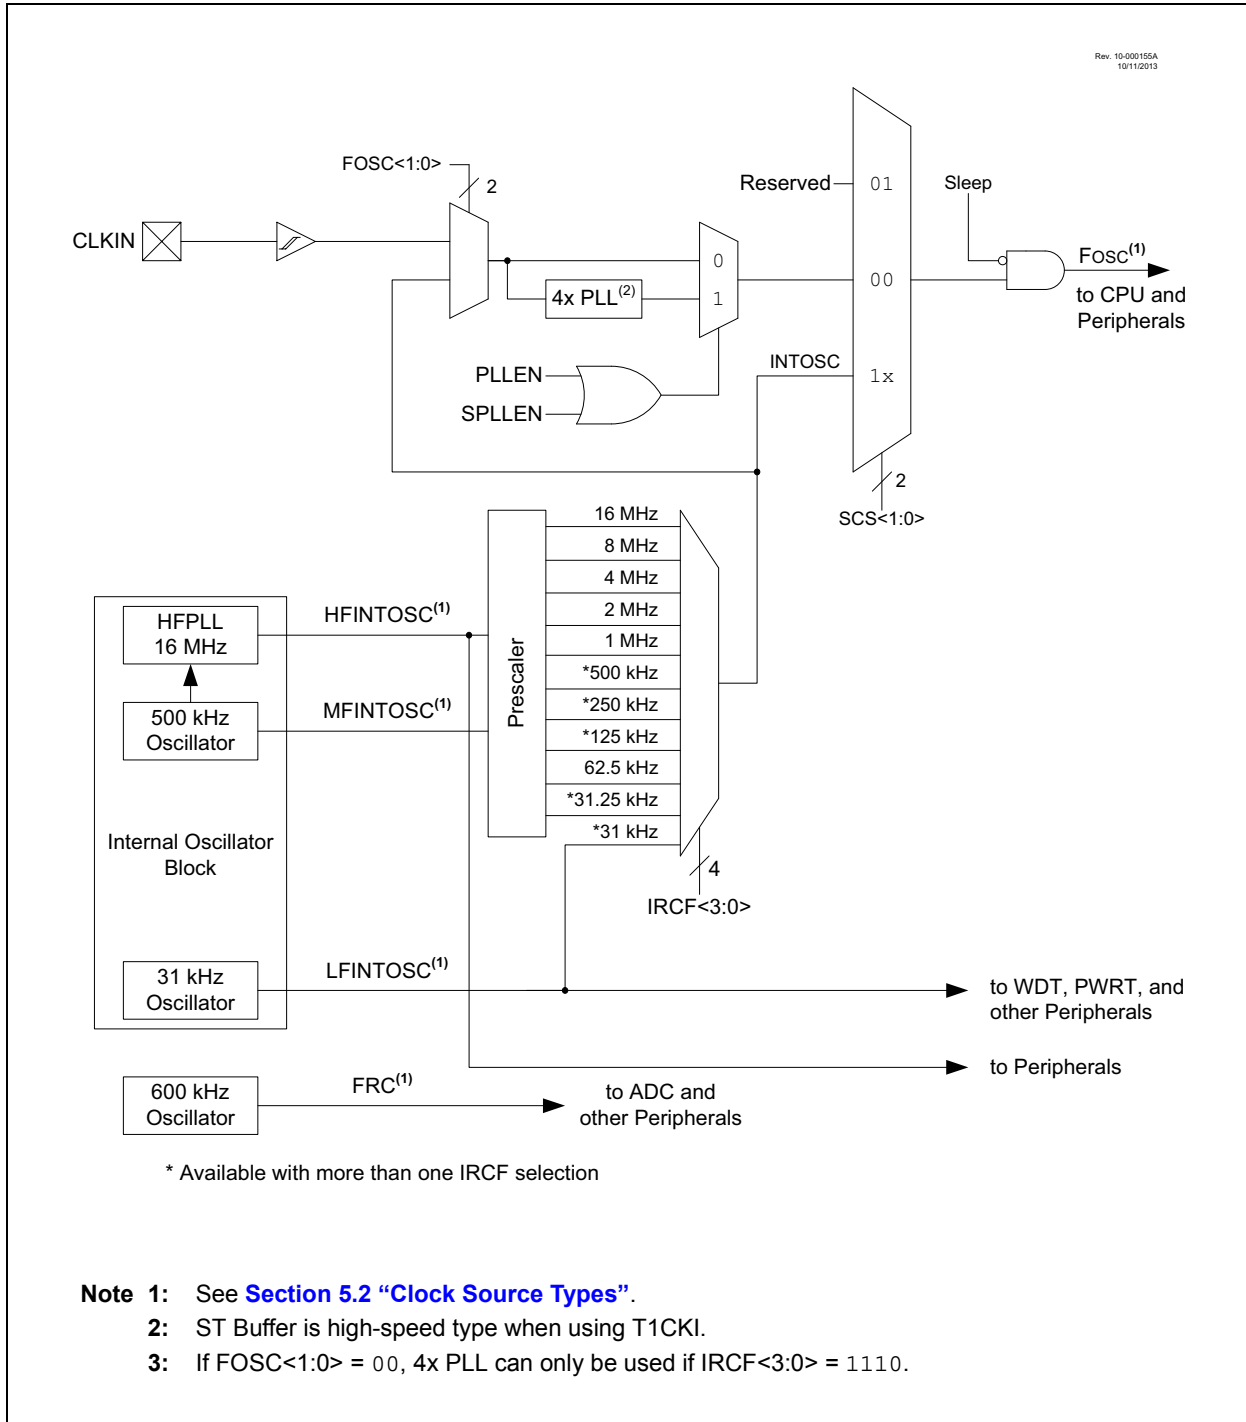 Rev. 10-000155A
10/11/2013
FOSC<1:0>
2
Reserved
01
Sleep
CLKIN
0
FOSC(1)
4x PLL(2)
1
00
to CPU and
Peripherals
PLLEN
INTOSC
1x
SPLLEN
2
SCS<1:0>
16 MHz
8 MHz
4 MHz
2 MHz
1 MHz
*500 kHz
*250 kHz
*125 kHz
62.5 kHz
*31.25 kHz
*31 kHz
Prescaler
HFPLL
16 MHz
HFINTOSC(1)
500 kHz
Oscillator
MFINTOSC(1)
Internal Oscillator
Block
4
IRCF<3:0>
31 kHz
Oscillator
LFINTOSC(1)
to WDT, PWRT, and
other Peripherals
to Peripherals
600 kHz
Oscillator
FRC(1)
to ADC and
other Peripherals
* Available with more than one IRCF selection
Note 1: See Section 5.2 “Clock Source Types”.
2: ST Buffer is high-speed type when using T1CKI.
3: If FOSC<1:0> = 00, 4x PLL can only be used if IRCF<3:0> = 1110.